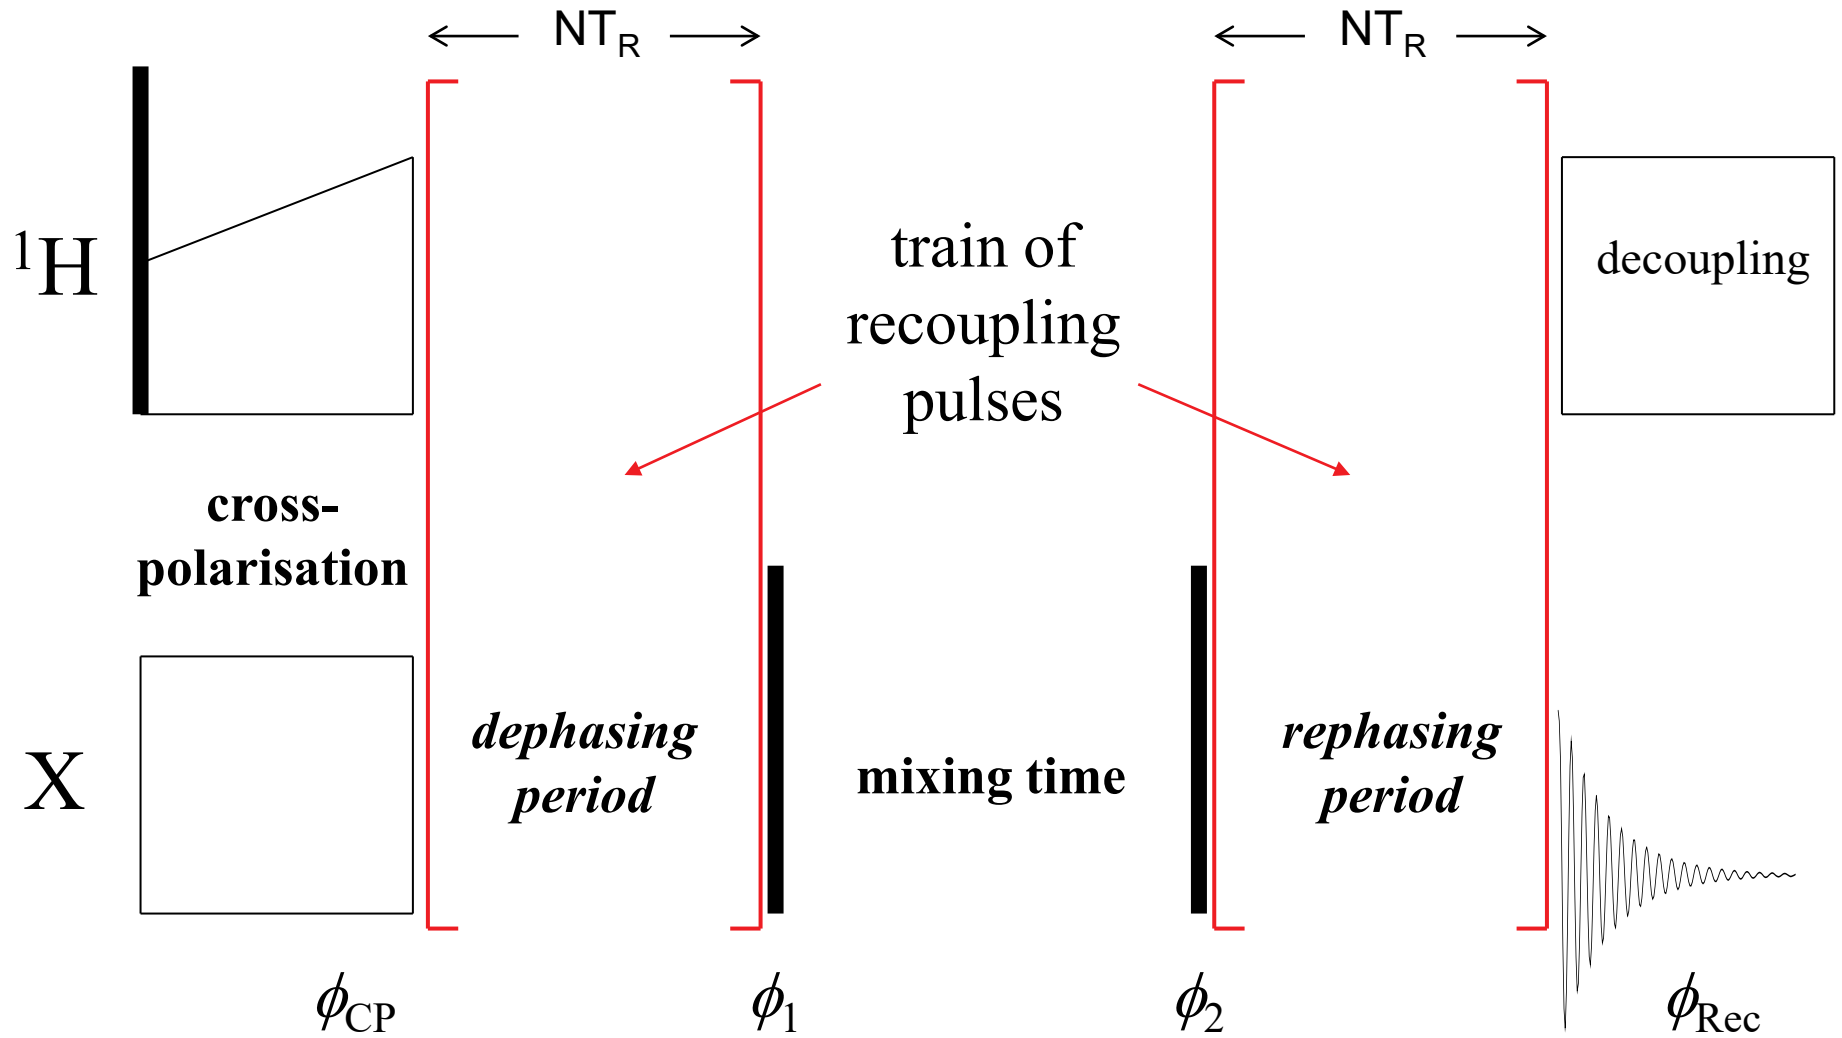 NT_R NT_R
¹H
train of
recoupling
pulses
decoupling
cross-
polarisation
X
dephasing
period
mixing time
rephasing
period
ϕ_CP ϕ_1 ϕ_2 ϕ_Rec